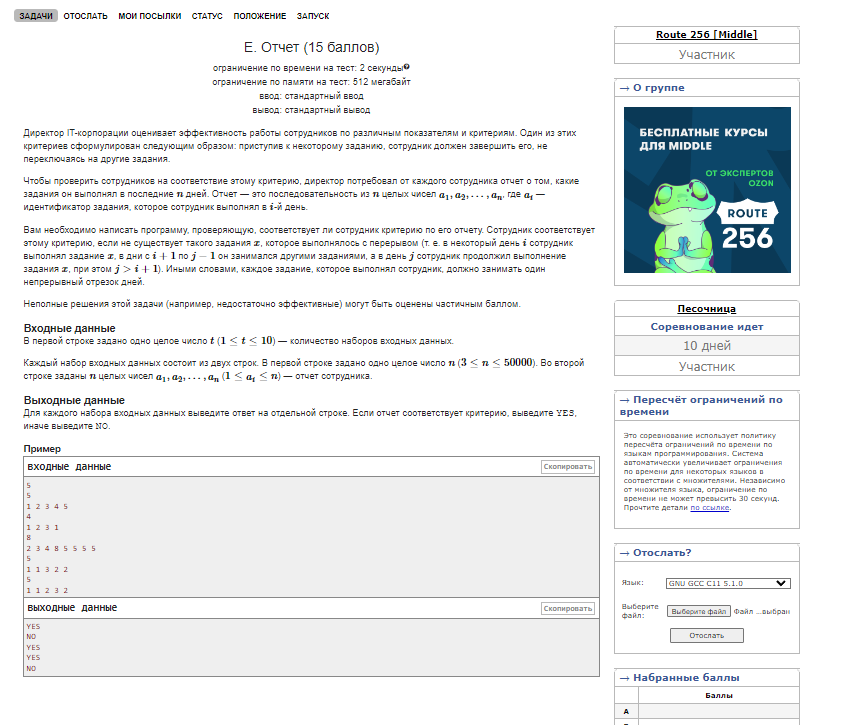 ЗАДАЧИ ОТОСЛАТЬ МОИ ПОСЫЛКИ СТАТУС ПОЛОЖЕНИЕ ЗАПУСК
E. Отчет (15 баллов)
ограничение по времени на тест: 2 секунды
ограничение по памяти на тест: 512 мегабайт
ввод: стандартный ввод
вывод: стандартный вывод
Директор IT-корпорации оценивает эффективность работы сотрудников по различным показателям и критериям. Один из этих
критериев сформулирован следующим образом: приступив к некоторому заданию, сотрудник должен завершить его, не
переключаясь на другие задания.
Чтобы проверить сотрудников на соответствие этому критерию, директор потребовал от каждого сотрудника отчет о том, какие
задания он выполнял в последние n дней. Отчет — это последовательность из n целых чисел a₁, a₂, . . . , aₙ, где aᵢ —
идентификатор задания, которое сотрудник выполнял в i-й день.
Вам необходимо написать программу, проверяющую, соответствует ли сотрудник критерию по его отчету. Сотрудник соответствует
этому критерию, если не существует такого задания x, которое выполнялось с перерывом (т. е. в некоторый день i сотрудник
выполнял задание x, в дни с i + 1 по j − 1 он занимался другими заданиями, а в день j сотрудник продолжил выполнение
задания x, при этом j > i + 1). Иными словами, каждое задание, которое выполнял сотрудник, должно занимать один
непрерывный отрезок дней.
Неполные решения этой задачи (например, недостаточно эффективные) могут быть оценены частичным баллом.
Входные данные
В первой строке задано одно целое число t (1 ≤ t ≤ 10) — количество наборов входных данных.
Каждый набор входных данных состоит из двух строк. В первой строке задано одно целое число n (3 ≤ n ≤ 50000). Во второй
строке заданы n целых чисел a₁, a₂, . . . , aₙ (1 ≤ aᵢ ≤ n) — отчет сотрудника.
Выходные данные
Для каждого набора входных данных выведите ответ на отдельной строке. Если отчет соответствует критерию, выведите YES,
иначе выведите NO.
Пример
входные данные
Скопировать
5
5
1 2 3 4 5
4
1 2 3 1
8
2 3 4 8 5 5 5 5
5
1 1 3 2 2
5
1 1 2 3 2
выходные данные
Скопировать
YES
NO
YES
YES
NO
Route 256 [Middle]
Участник
→ О группе
БЕСПЛАТНЫЕ КУРСЫ
ДЛЯ MIDDLE
ОТ ЭКСПЕРТОВ
OZON
ROUTE
256
Песочница
Соревнование идет
10 дней
Участник
→ Пересчёт ограничений по
времени
Это соревнование использует политику
пересчёта ограничений по времени по
языкам программирования. Система
автоматически увеличивает ограничения
по времени для некоторых языков в
соответствии с множителями. Независимо
от множителя языка, ограничение по
времени не может превысить 30 секунд.
Прочтите детали по ссылке.
→ Отослать?
Язык: GNU GCC C11 5.1.0
Выберите
файл:
Выберите файл Файл ...выбран
Отослать
→ Набранные баллы
Баллы
A